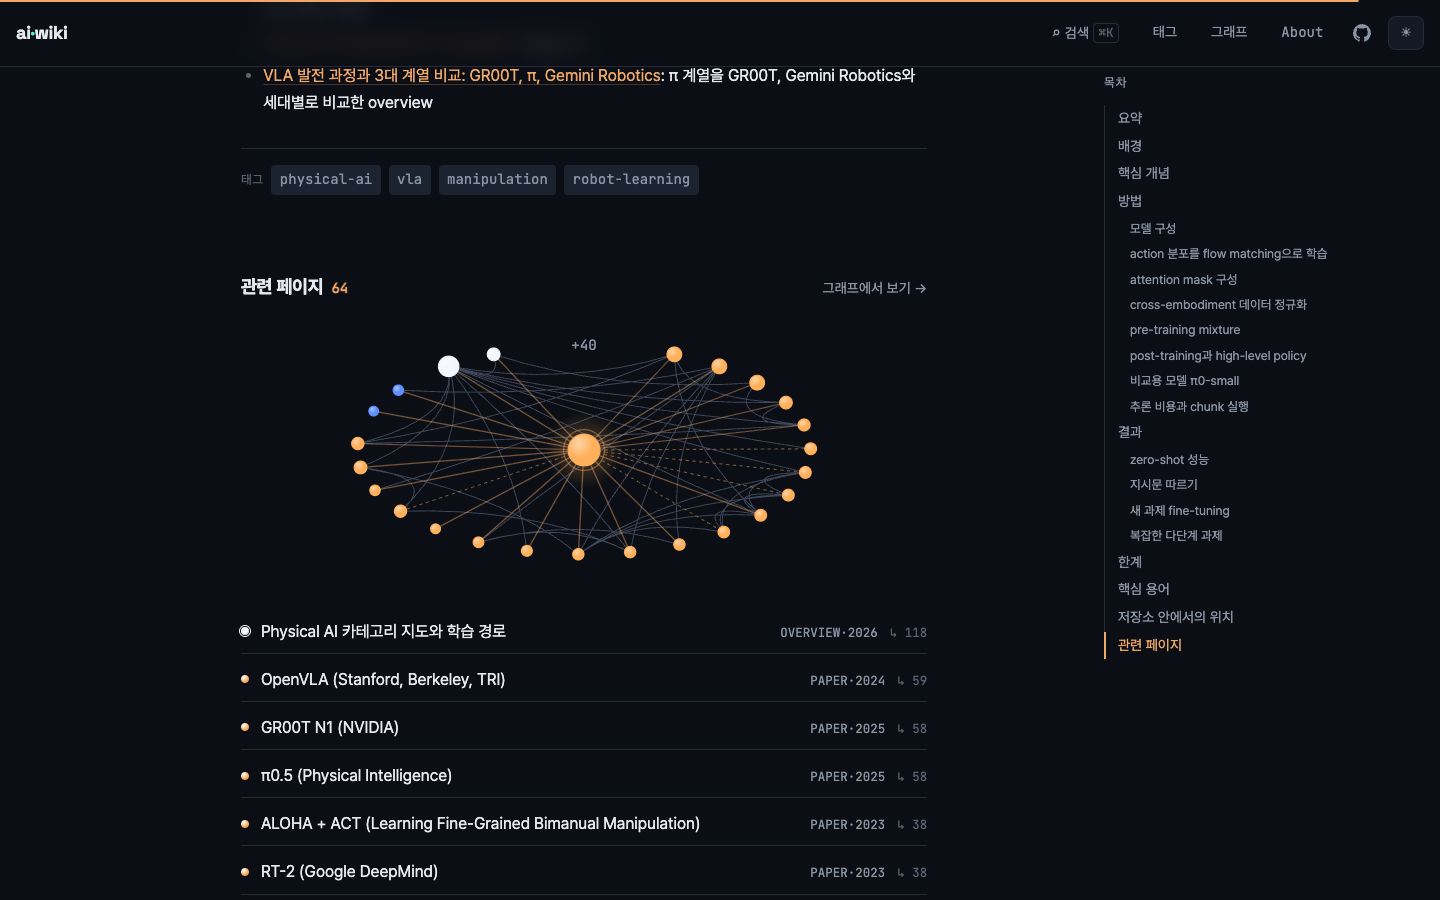 ai·wiki
⌕ 검색 ⌘K
태그
그래프
About
VLA 발전 과정과 3대 계열 비교: GR00T, π, Gemini Robotics: π 계열을 GR00T, Gemini Robotics와
세대별로 비교한 overview
태그 physical-ai vla manipulation robot-learning
관련 페이지 64
그래프에서 보기 →
+40
Physical AI 카테고리 지도와 학습 경로 OVERVIEW·2026 ↳ 118
OpenVLA (Stanford, Berkeley, TRI) PAPER·2024 ↳ 59
GR00T N1 (NVIDIA) PAPER·2025 ↳ 58
π0.5 (Physical Intelligence) PAPER·2025 ↳ 58
ALOHA + ACT (Learning Fine-Grained Bimanual Manipulation) PAPER·2023 ↳ 38
RT-2 (Google DeepMind) PAPER·2023 ↳ 38
목차
요약
배경
핵심 개념
방법
모델 구성
action 분포를 flow matching으로 학습
attention mask 구성
cross-embodiment 데이터 정규화
pre-training mixture
post-training과 high-level policy
비교용 모델 π0-small
추론 비용과 chunk 실행
결과
zero-shot 성능
지시문 따르기
새 과제 fine-tuning
복잡한 다단계 과제
한계
핵심 용어
저장소 안에서의 위치
관련 페이지